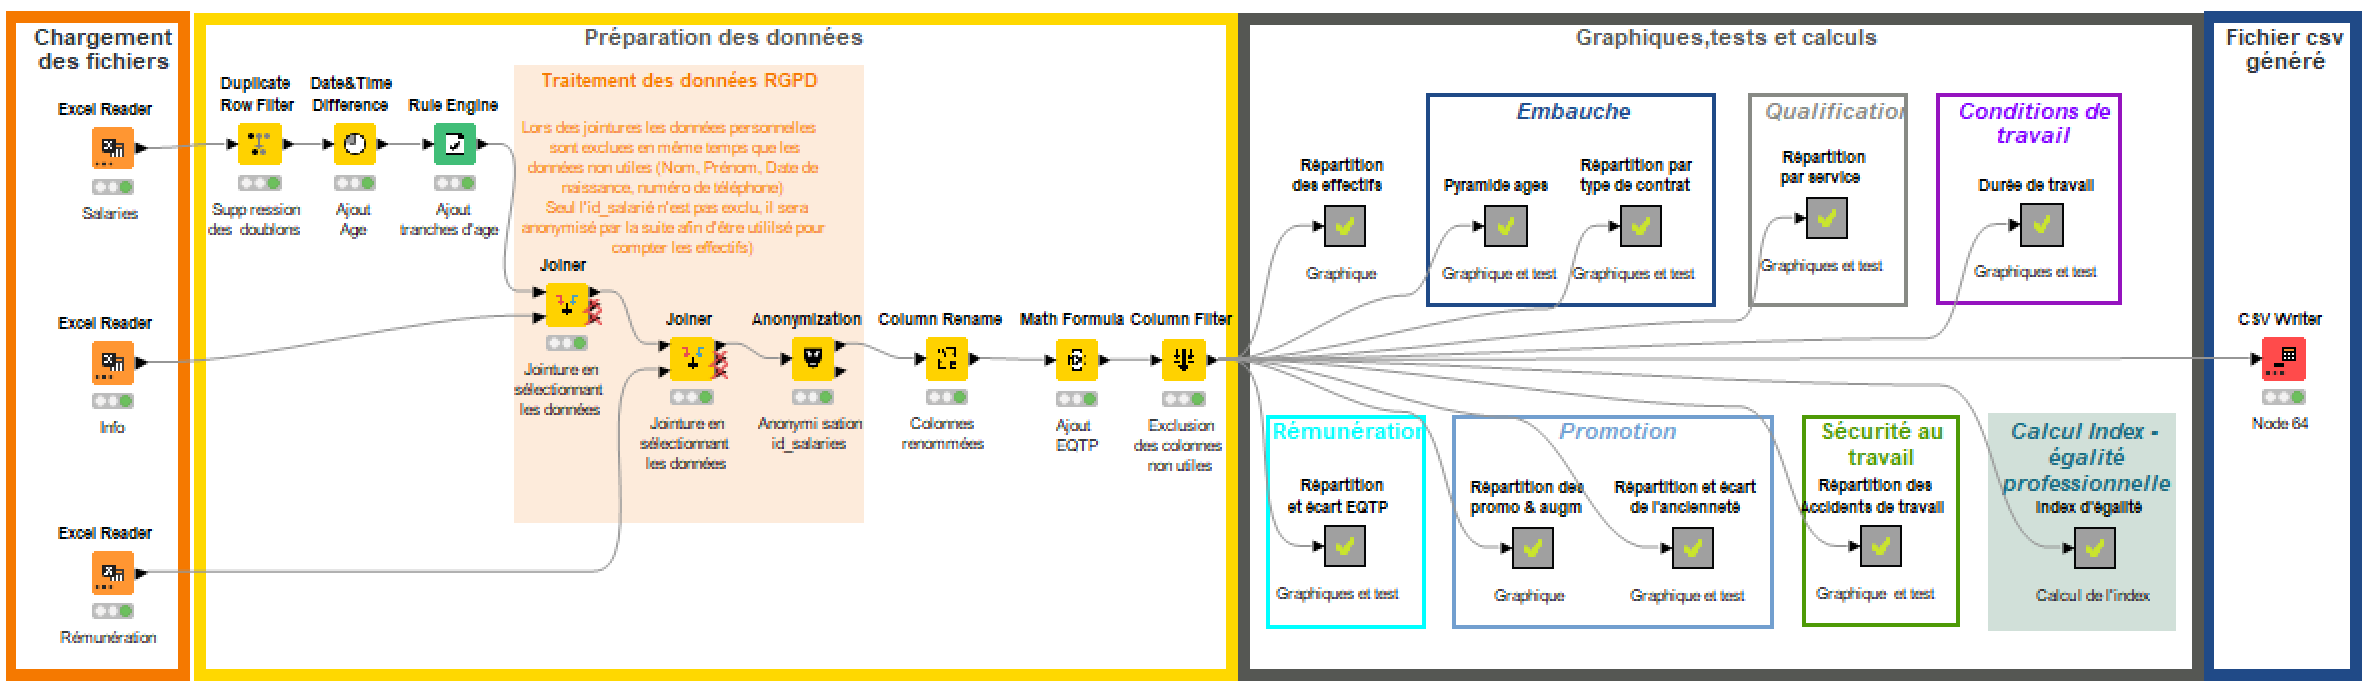 Chargement
des fichiers
Excel Reader
Salaries
Excel Reader
Info
Excel Reader
Rémunération
Préparation des données
Duplicate
Row Filter
Suppression
des doublons
Date&Time
Difference
Ajout
Age
Rule Engine
Ajout
tranches d'age
Traitement des données RGPD
Lors des jointures les données personnelles
sont exclues en même temps que les
données non utiles (Nom, Prénom, Date de
naissance, numéro de téléphone)
Seul l'id_salarié n'est pas exclu, il sera
anonymisé par la suite afin d'être utililsé pour
compter les effectifs)
Joiner
Jointure en
sélectionnant
les données
Joiner
Jointure en
sélectionnant
les données
Anonymization
Anonymi sation
id_salaries
Column Rename
Colonnes
renommées
Math Formula
Ajout
EQTP
Column Filter
Exclusion
des colonnes
non utiles
Graphiques,tests et calculs
Répartition
des effectifs
Graphique
Embauche
Pyramide ages
Graphique et test
Répartition par
type de contrat
Graphiques et test
Qualification
Répartition
par service
Graphiques et test
Conditions de
travail
Durée de travail
Graphiques et test
Rémunération
Répartition
et écart EQTP
Graphiques et test
Promotion
Répartition des
promo & augm
Graphique
Répartition et écart
de l'ancienneté
Graphique et test
Sécurité au
travail
Répartition des
Accidents de travail
Graphique et test
Calcul Index -
égalité
professionnelle
Index d'égalité
Calcul de l'index
Fichier csv
généré
CSV Writer
Node 64